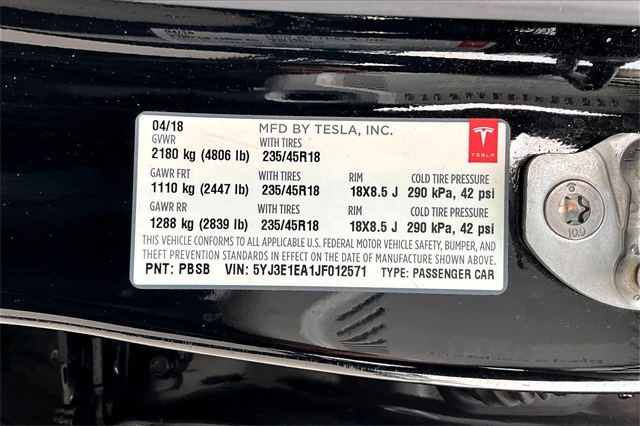 04/18 MFD BY TESLA, INC.
GVWR WITH TIRES
2180 kg (4806 lb) 235/45R18
TESLA
GAWR FRT WITH TIRES RIM COLD TIRE PRESSURE
1110 kg (2447 lb) 235/45R18 18X8.5 J 290 kPa, 42 psi
GAWR RR WITH TIRES RIM COLD TIRE PRESSURE
1288 kg (2839 lb) 235/45R18 18X8.5 J 290 kPa, 42 psi
THIS VEHICLE CONFORMS TO ALL APPLICABLE U.S. FEDERAL MOTOR VEHICLE SAFETY, BUMPER, AND
THEFT PREVENTION STANDARDS IN EFFECT ON THE DATE OF MANUFACTURE SHOWN ABOVE.
PNT: PBSB VIN: 5YJ3E1EA1JF012571 TYPE: PASSENGER CAR
10.9